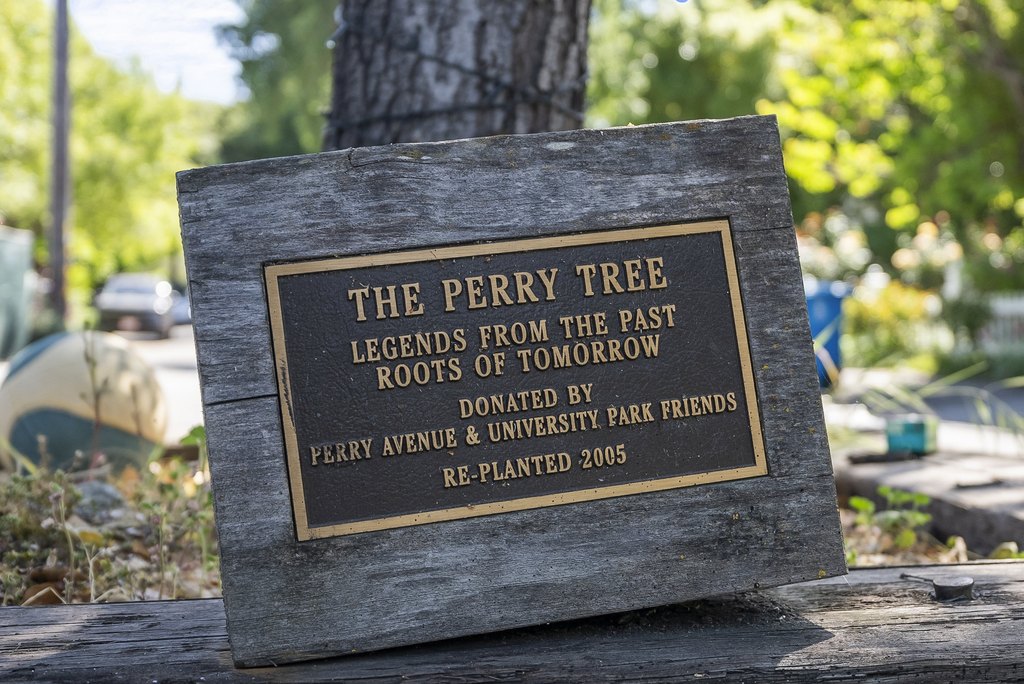 THE PERRY TREE
LEGENDS FROM THE PAST
ROOTS OF TOMORROW
DONATED BY
PERRY AVENUE & UNIVERSITY PARK FRIENDS
RE-PLANTED 2005